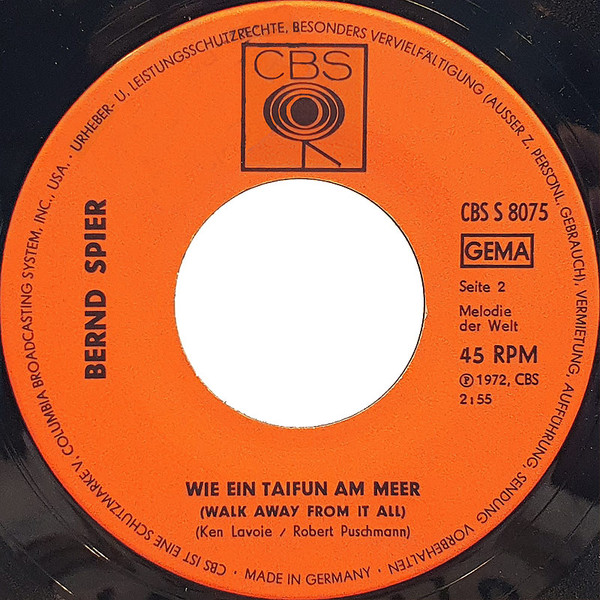 CBS
URHEBER- U. LEISTUNGSSCHUTZRECHTE, BESONDERS VERVIELFÄLTIGUNG (AUSSER Z. PERSÖNL. GEBRAUCH), VERMIETUNG, AUFFÜHRUNG, SENDUNG VORBEHALTEN
BERND SPIER
CBS S 8075
GEMA
Seite 2
Melodie
der Welt
45 RPM
℗ 1972, CBS
2:55
WIE EIN TAIFUN AM MEER
(WALK AWAY FROM IT ALL)
(Ken Lavoie / Robert Puschmann)
CBS IST EINE SCHUTZMARKE V. COLUMBIA BROADCASTING SYSTEM, INC., USA. ·
· MADE IN GERMANY ·